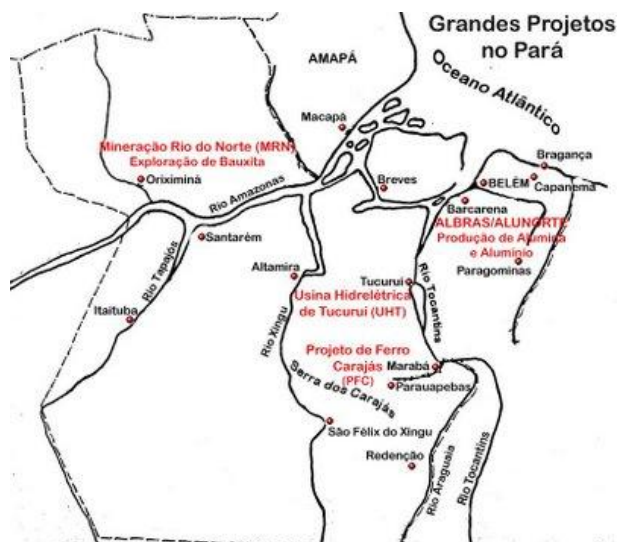 Grandes Projetos
no Pará
Oceano Atlântico
AMAPÁ
Macapá
Mineração Rio do Norte (MRN)
Exploração de Bauxita
Oriximiná
Rio Amazonas
Breves
Bragança
BELÉM
Capanema
Barcarena
ALBRAS/ALUNORTE
Produção de Alumina
e Alumínio
Paragominas
Santarém
Rio Tapajós
Itaituba
Altamira
Rio Xingu
Tucuruí
Rio Tocantina
Usina Hidrelétrica
de Tucuruí (UHT)
Projeto de Ferro
Carajás
(PFC)
Marabá
Parauapebas
Serra dos Carajás
São Félix do Xingu
Redenção
Rio Araguaia
Rio Tocantins